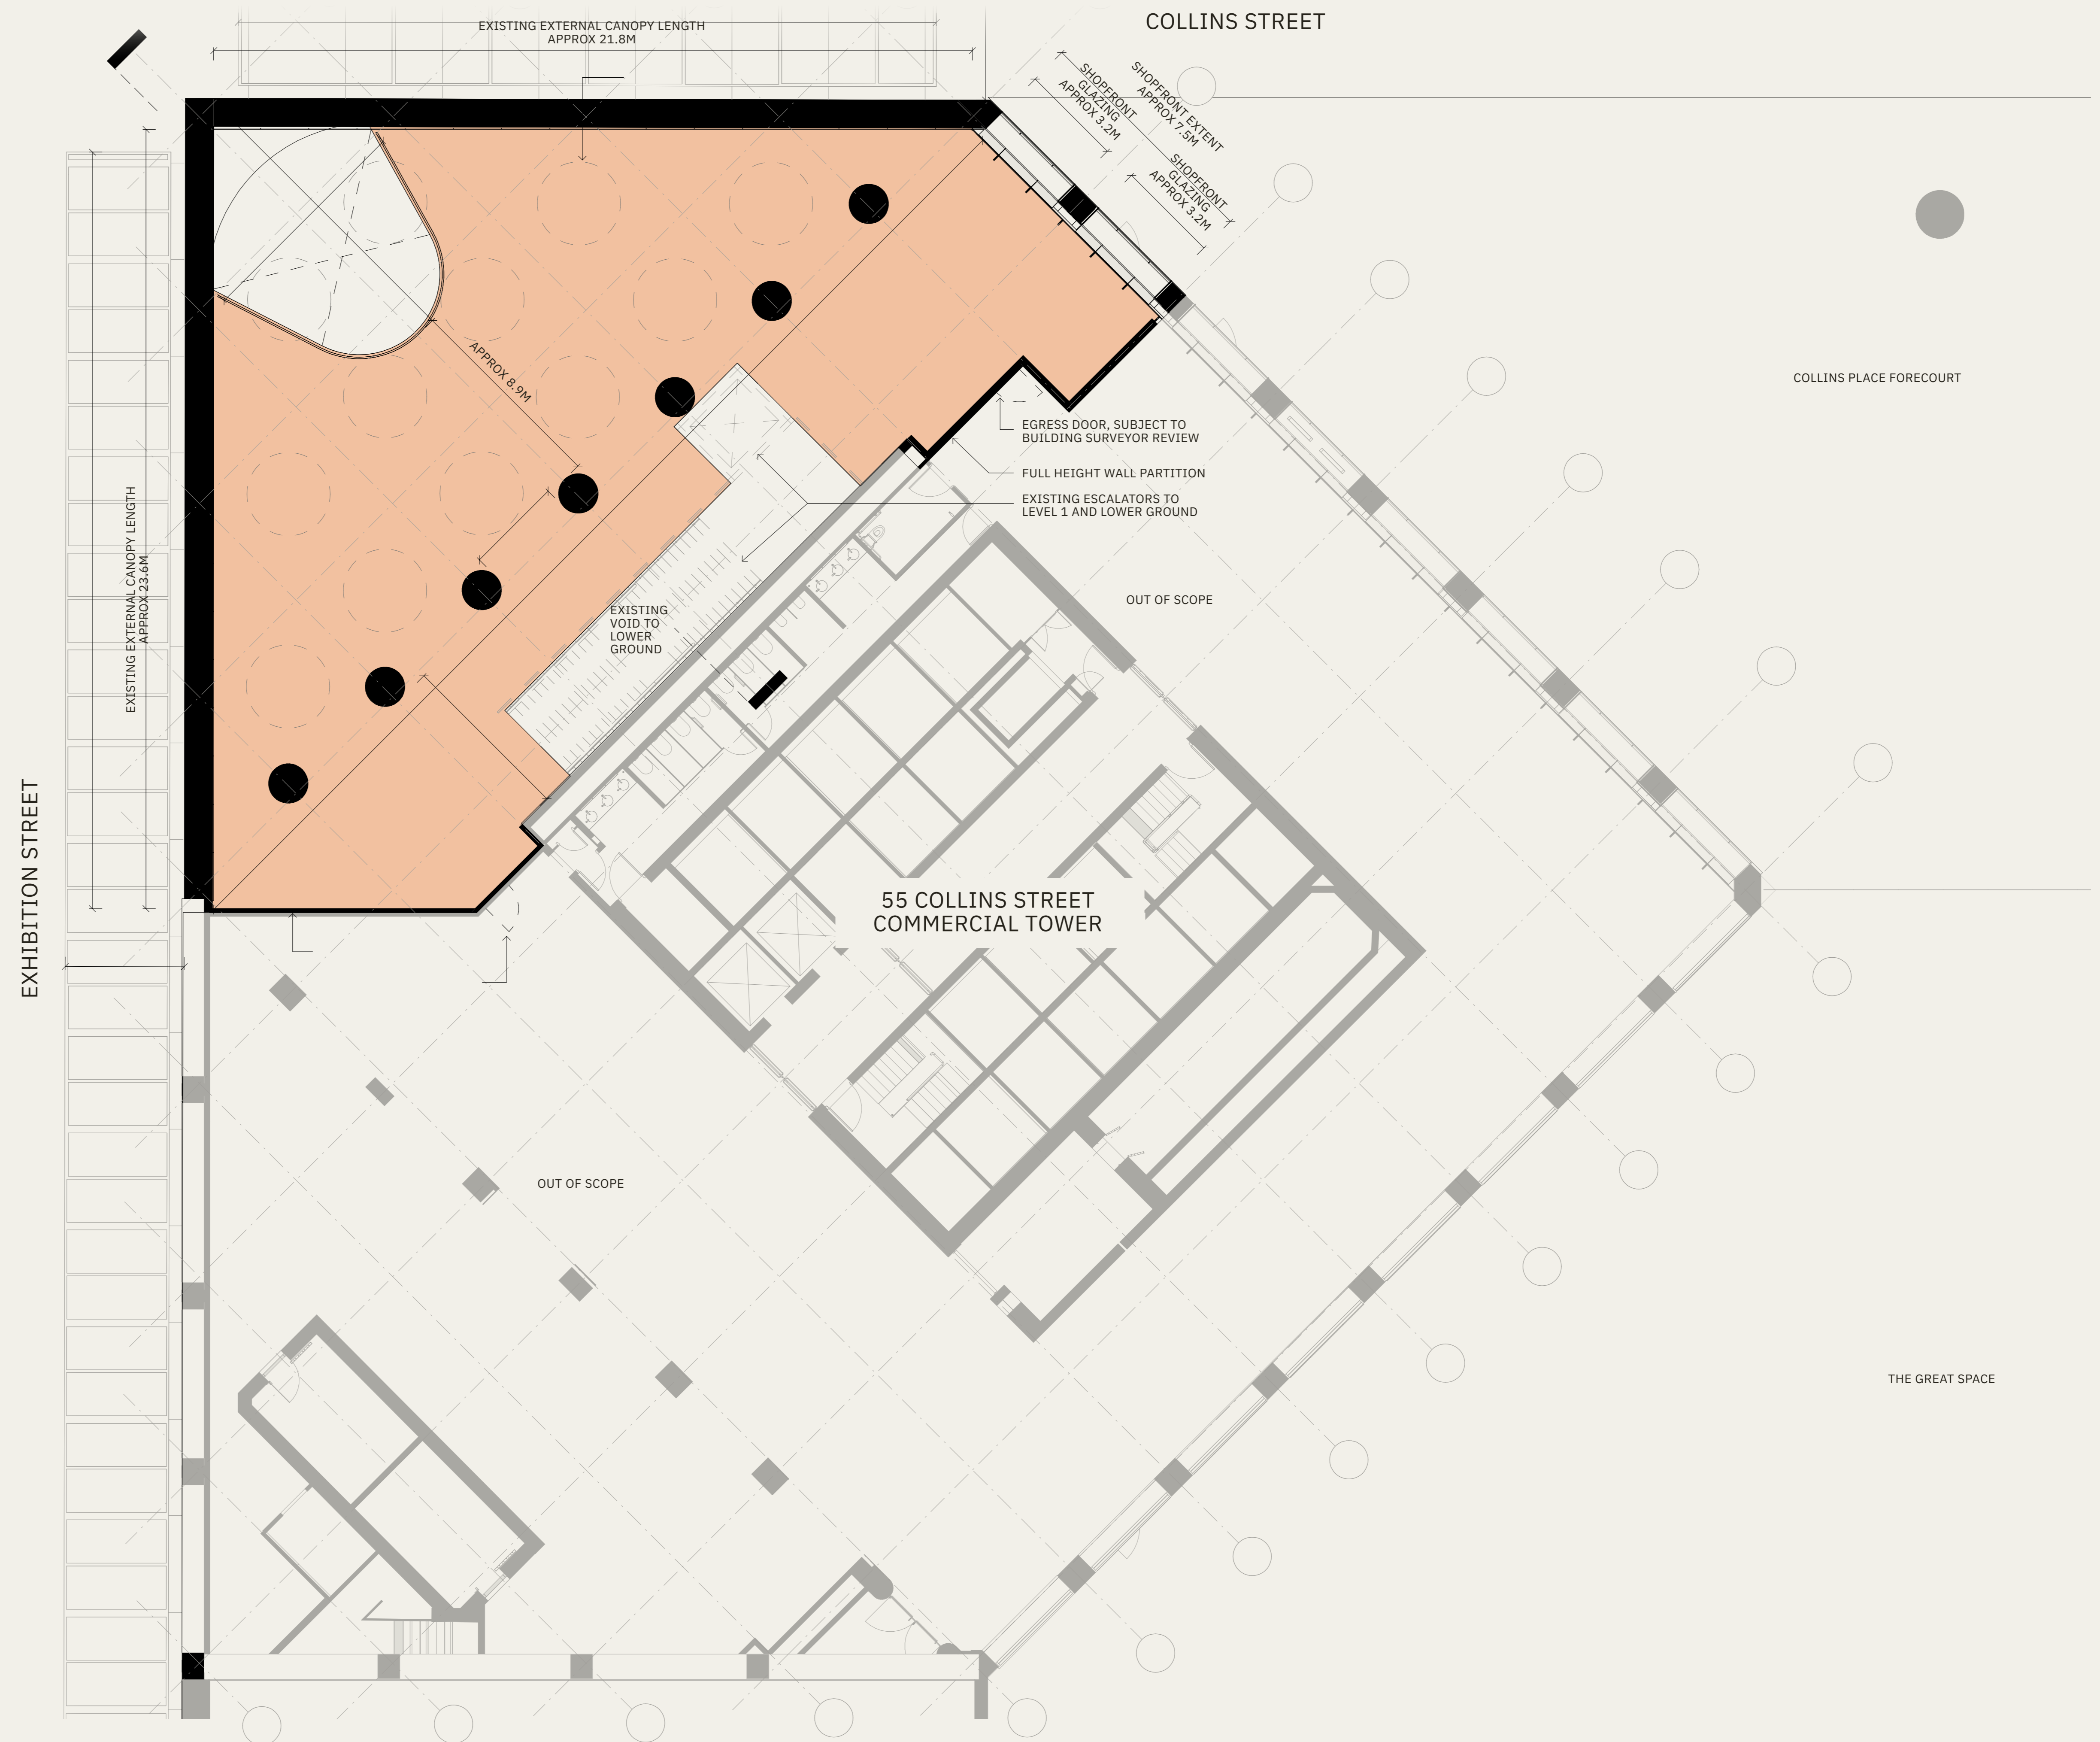 EXISTING EXTERNAL CANOPY LENGTH
APPROX 21.8M
COLLINS STREET
SHOPFRONT EXTENT
APPROX 7.5M
SHOPFRONT
GLAZING
APPROX 3.2M
SHOPFRONT
GLAZING
APPROX 3.2M
COLLINS PLACE FORECOURT
APPROX 8.9M
EGRESS DOOR, SUBJECT TO
BUILDING SURVEYOR REVIEW
FULL HEIGHT WALL PARTITION
EXISTING ESCALATORS TO
LEVEL 1 AND LOWER GROUND
EXISTING EXTERNAL CANOPY LENGTH
APPROX 23.6M
EXISTING
VOID TO
LOWER
GROUND
OUT OF SCOPE
EXHIBITION STREET
55 COLLINS STREET
COMMERCIAL TOWER
OUT OF SCOPE
THE GREAT SPACE